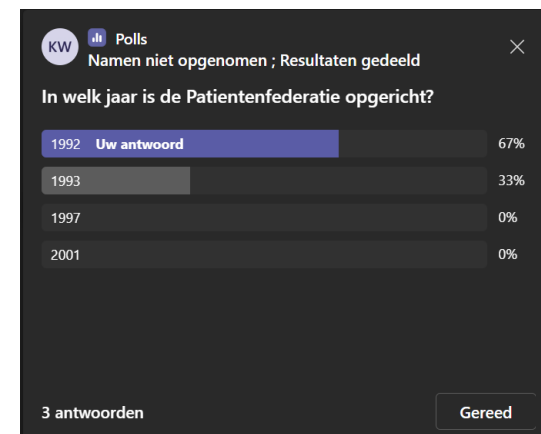 KW
Polls
Namen niet opgenomen ; Resultaten gedeeld
In welk jaar is de Patientenfederatie opgericht?
1992 Uw antwoord 67%
1993 33%
1997 0%
2001 0%
3 antwoorden Gereed